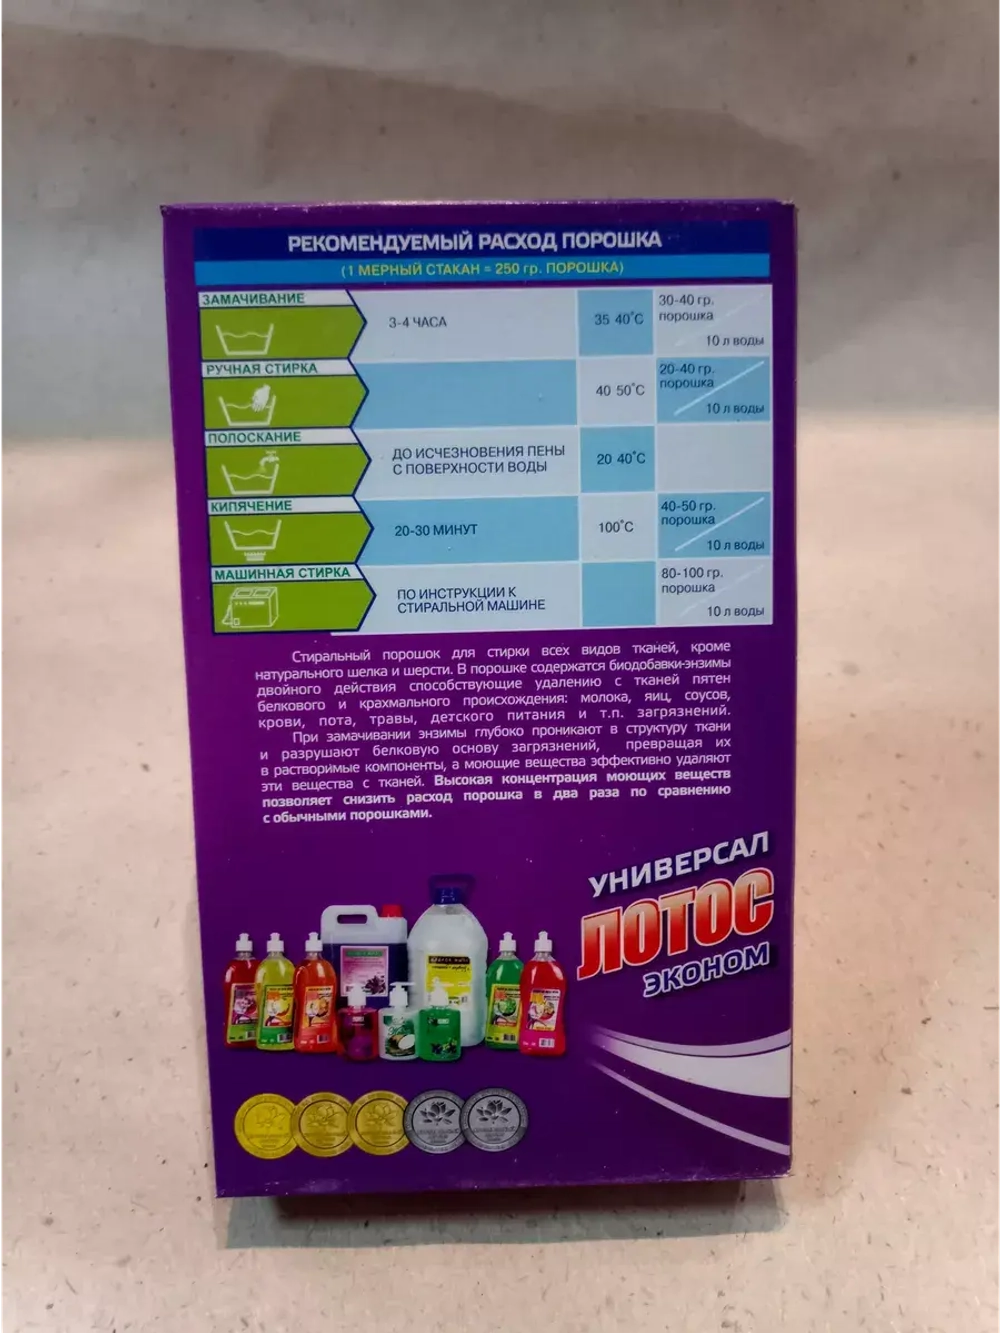 РЕКОМЕНДУЕМЫЙ РАСХОД ПОРОШКА
(1 МЕРНЫЙ СТАКАН = 250 гр. ПОРОШКА)
ЗАМАЧИВАНИЕ
3-4 ЧАСА
35 40°С
30-40 гр.
порошка
10 л воды
РУЧНАЯ СТИРКА
40 50°С
20-40 гр.
порошка
10 л воды
ПОЛОСКАНИЕ
ДО ИСЧЕЗНОВЕНИЯ ПЕНЫ
С ПОВЕРХНОСТИ ВОДЫ
20 40°С
КИПЯЧЕНИЕ
20-30 МИНУТ
100°С
40-50 гр.
порошка
10 л воды
МАШИННАЯ СТИРКА
ПО ИНСТРУКЦИИ К
СТИРАЛЬНОЙ МАШИНЕ
80-100 гр.
порошка
10 л воды
Стиральный порошок для стирки всех видов тканей, кроме
натурального шелка и шерсти. В порошке содержатся биодобавки-энзимы
двойного действия способствующие удалению с тканей пятен
белкового и крахмального происхождения: молока, яиц, соусов,
крови, пота, травы, детского питания и т.п. загрязнений.
При замачивании энзимы глубоко проникают в структуру ткани
и разрушают белковую основу загрязнений, превращая их
в растворимые компоненты, а моющие вещества эффективно удаляют
эти вещества с тканей. Высокая концентрация моющих веществ
позволяет снизить расход порошка в два раза по сравнению
с обычными порошками.
УНИВЕРСАЛ
ЛОТОС
ЭКОНОМ